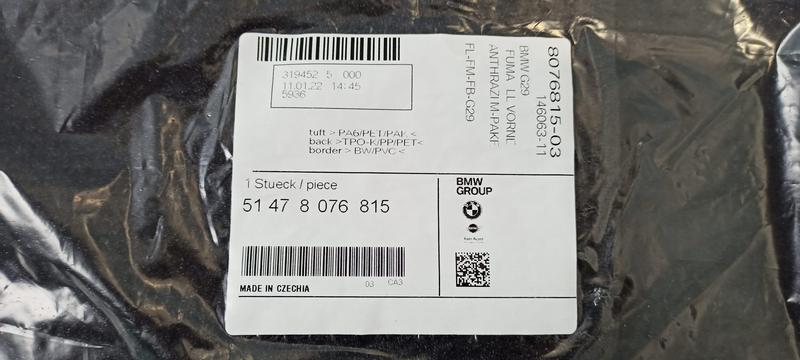 319452 5 000
11.01.22 14:45
5936
tuft > PA6/PET/PAK <
back >TPO-K/PP/PET<
border > BW/PVC <
8076815-03
146063-11
BMW G29
FUMA LL VORNE
ANTHRAZI M-PAKE
FL-FM-FB-G29
1 Stueck / piece
51 47 8 076 815
03 CA3
MADE IN CZECHIA
BMW
GROUP